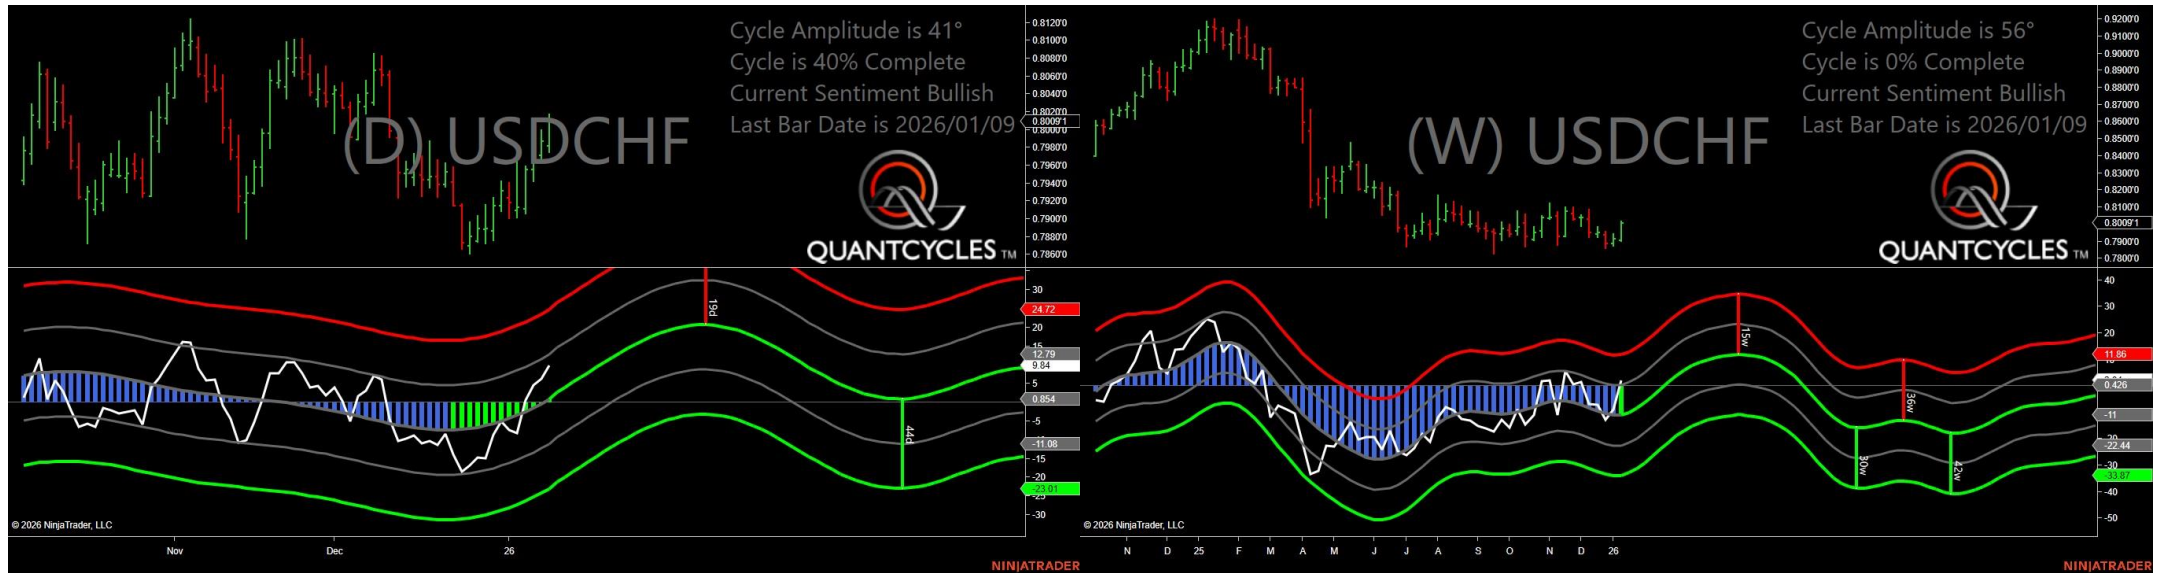 Cycle Amplitude is 41°
Cycle is 40% Complete
Current Sentiment Bullish
Last Bar Date is 2026/01/09
(D) USDCHF
QUANTCYCLES TM
0.8120'0
0.8100'0
0.8060'0
0.8040'0
0.8020'0
0.8009'1
0.8000'0
0.7980'0
0.7960'0
0.7940'0
0.7920'0
0.7900'0
0.7880'0
0.7860'0
19d
44d
30
24.72
20
15
12.79
9.84
5
0.854
-5
-11.08
-15
-20
-23.01
-25
-30
© 2026 NinjaTrader, LLC
Nov
Dec
26
NINJATRADER
Cycle Amplitude is 56°
Cycle is 0% Complete
Current Sentiment Bullish
Last Bar Date is 2026/01/09
(W) USDCHF
QUANTCYCLES TM
0.9200'0
0.9100'0
0.9000'0
0.8900'0
0.8800'0
0.8700'0
0.8600'0
0.8500'0
0.8400'0
0.8300'0
0.8200'0
0.8100'0
0.8009'1
0.7900'0
0.7800'0
15w
36w
30w
42w
40
30
20
11.86
0.426
-11
-22.44
-30
-33.87
-40
-50
© 2026 NinjaTrader, LLC
N D 25 F M A M J J A S O N D 26
NINJATRADER